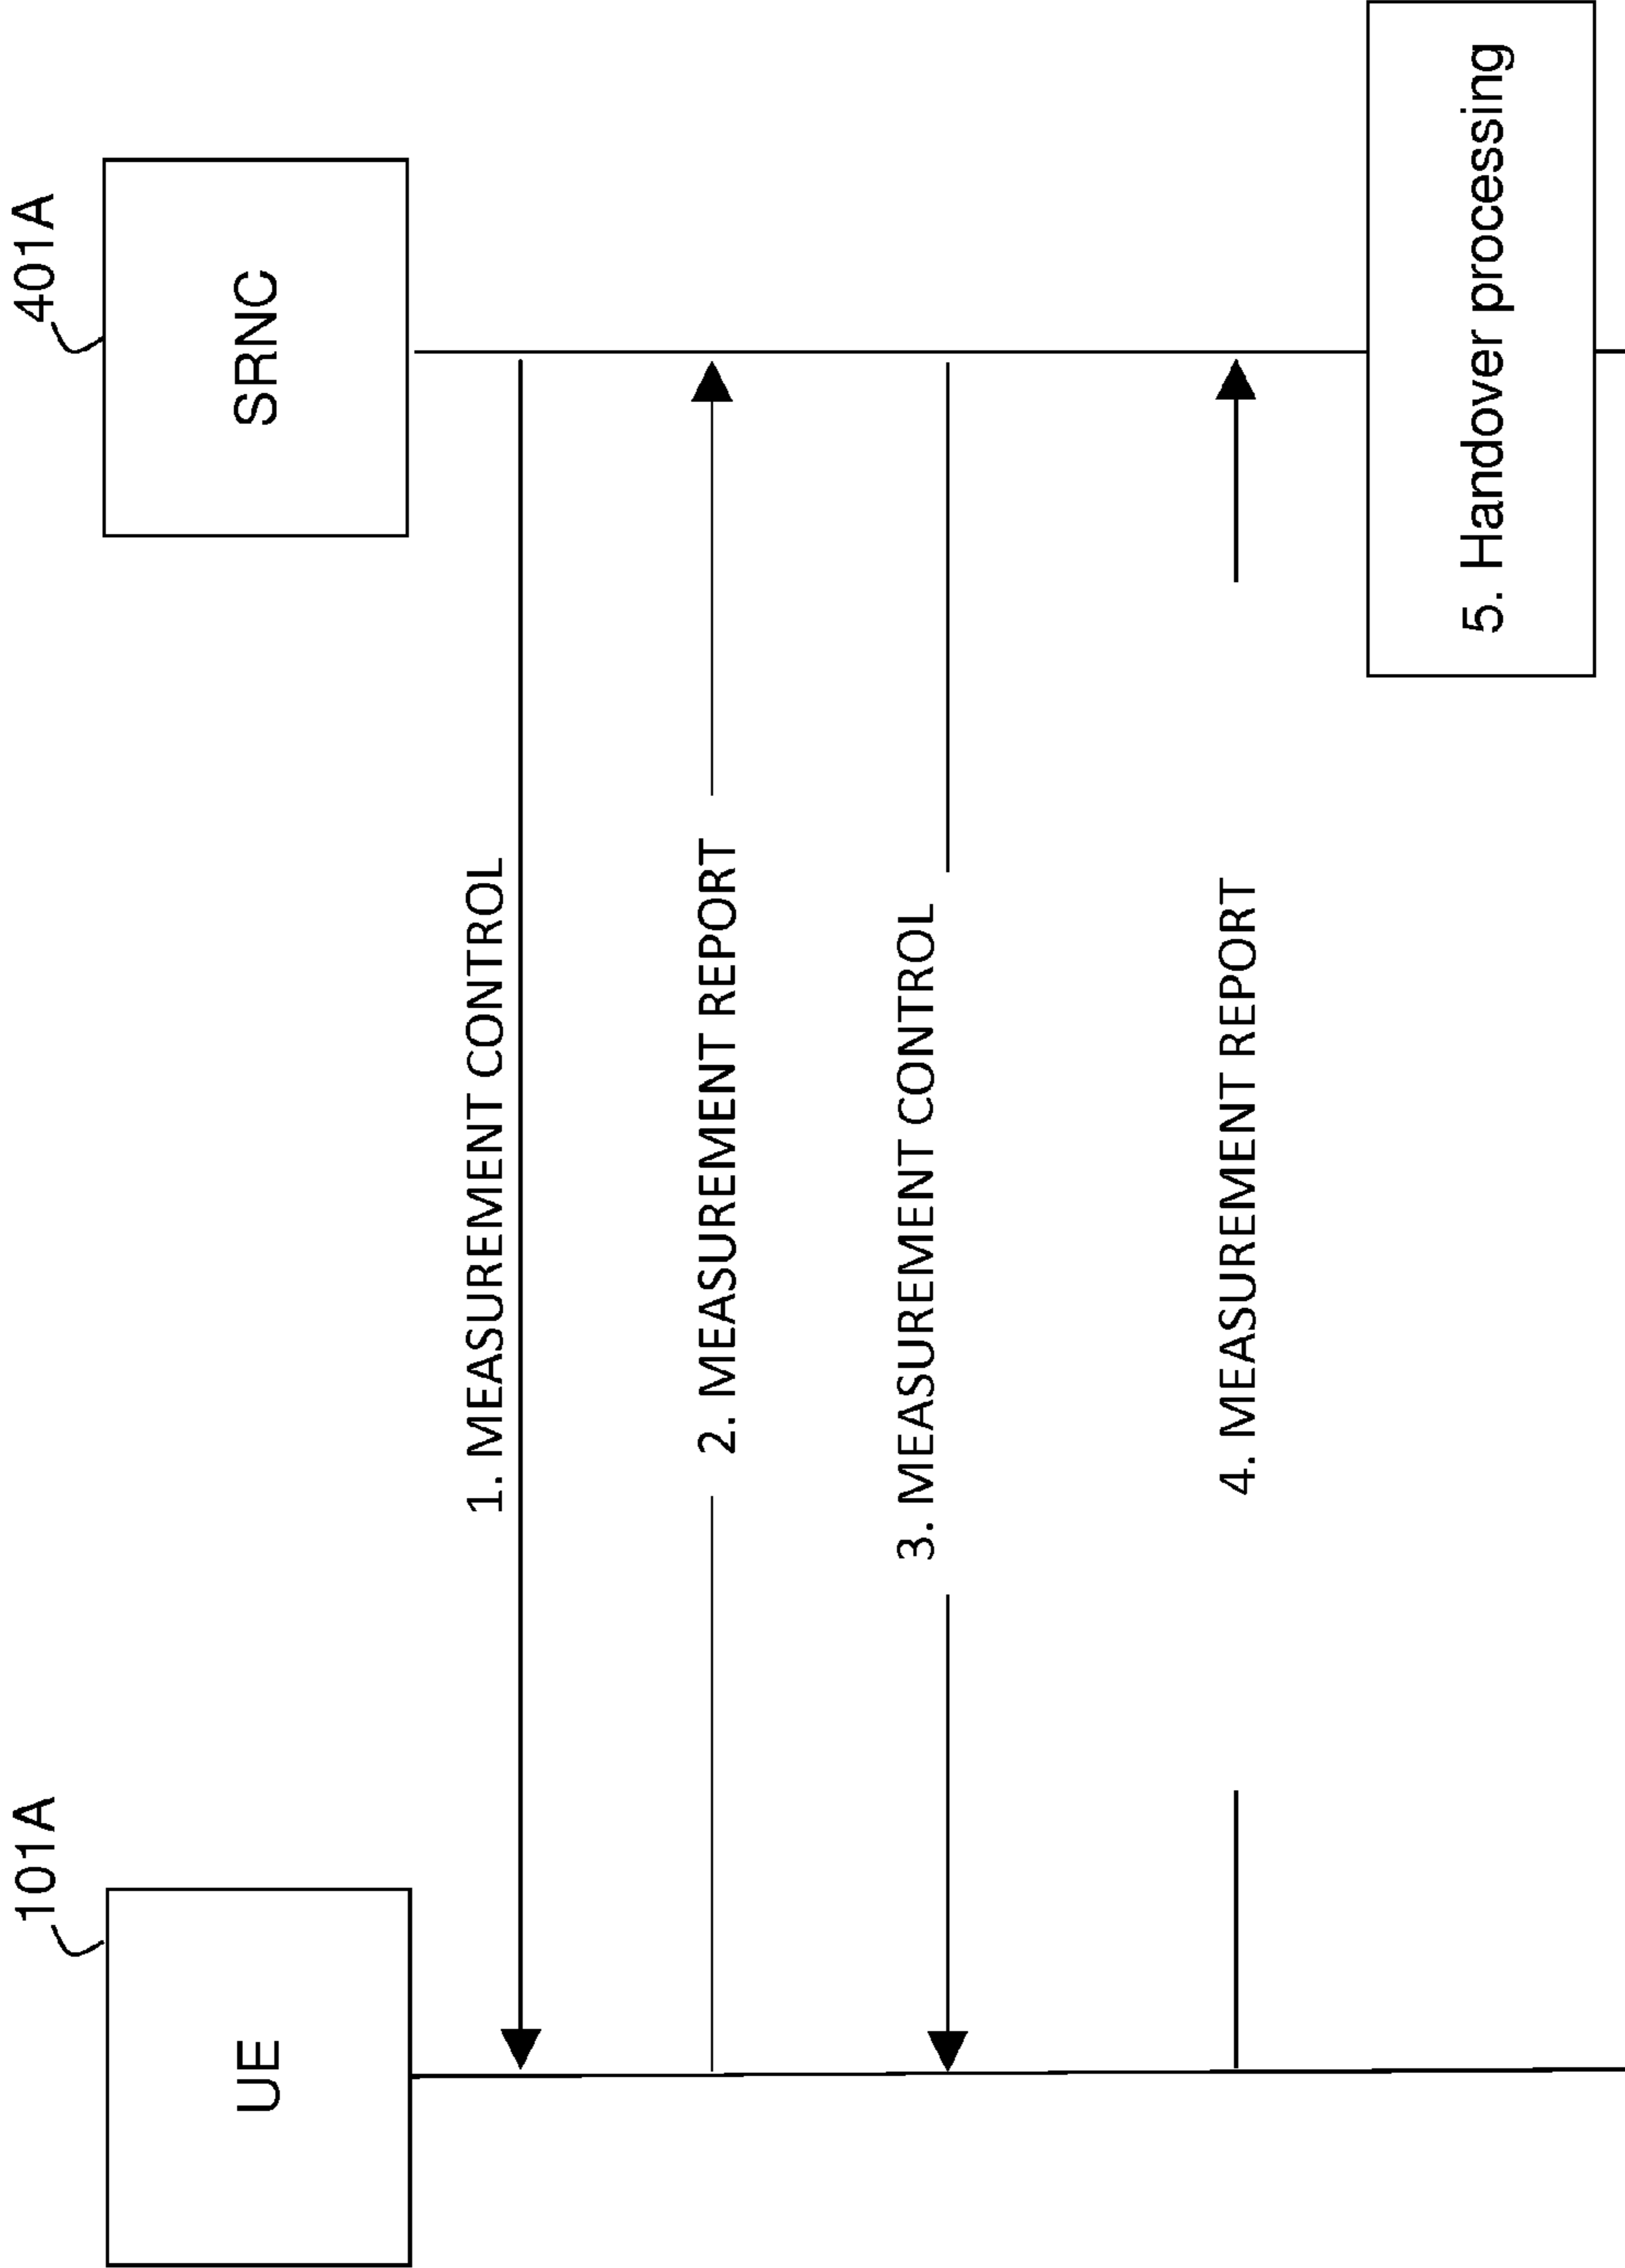 101A
401A
UE
SRNC
1. MEASUREMENT CONTROL
2. MEASUREMENT REPORT
3. MEASUREMENT CONTROL
4. MEASUREMENT REPORT
5. Handover processing